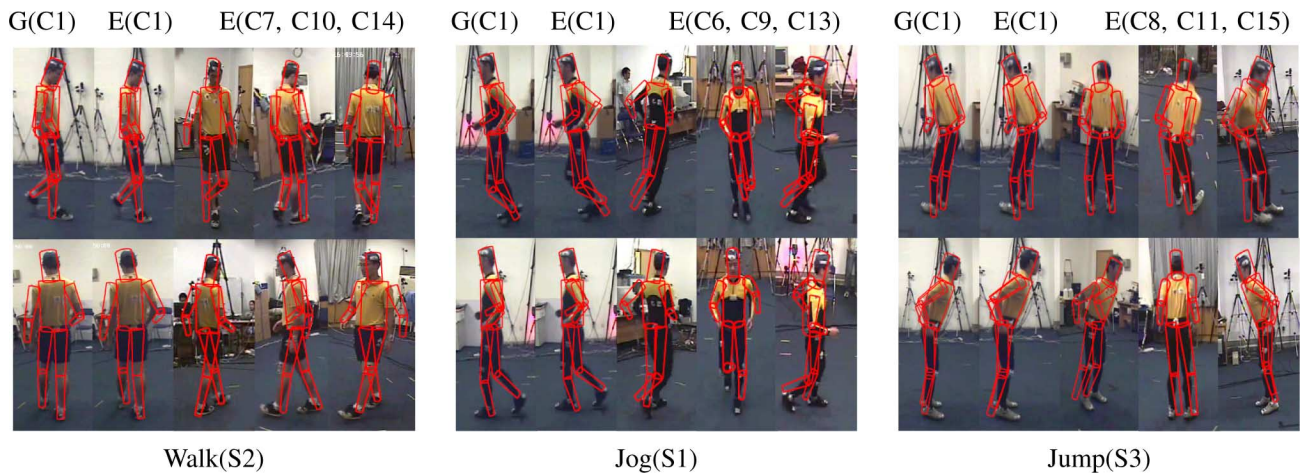 G(C1) E(C1) E(C7, C10, C14) G(C1) E(C1) E(C6, C9, C13) G(C1) E(C1) E(C8, C11, C15)
Walk(S2) Jog(S1) Jump(S3)